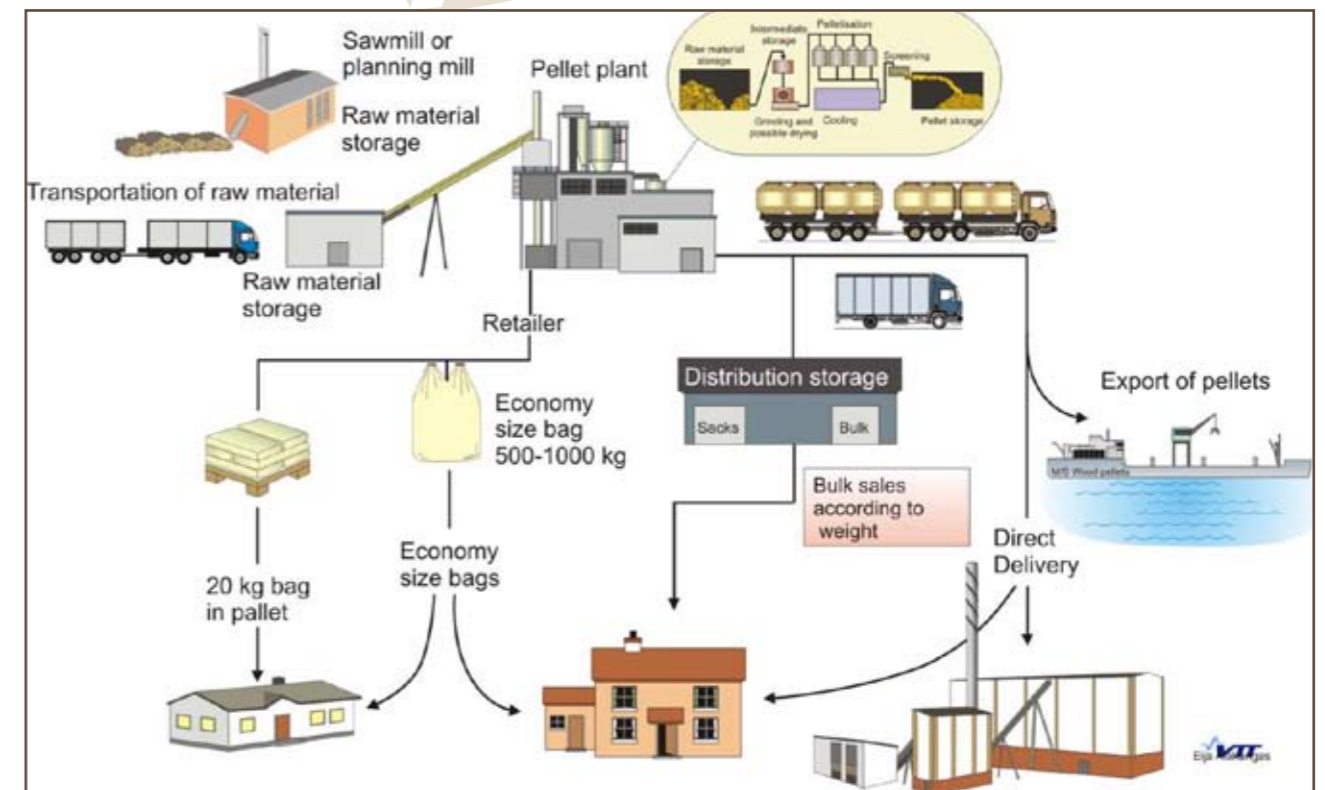 Sawmill or
planning mill
Raw material
storage
Pellet plant
Raw material
storage
Intermediate
storage
Pelletisation
Screening
Grinding and
possible drying
Cooling
Pellet storage
Transportation of raw material
Raw material
storage
Retailer
Economy
size bag
500-1000 kg
Distribution storage
Sacks
Bulk
Export of pellets
M/S Wood pellets
Bulk sales
according to
weight
Direct
Delivery
Economy
size bags
20 kg bag
in pallet
VTT
Eija